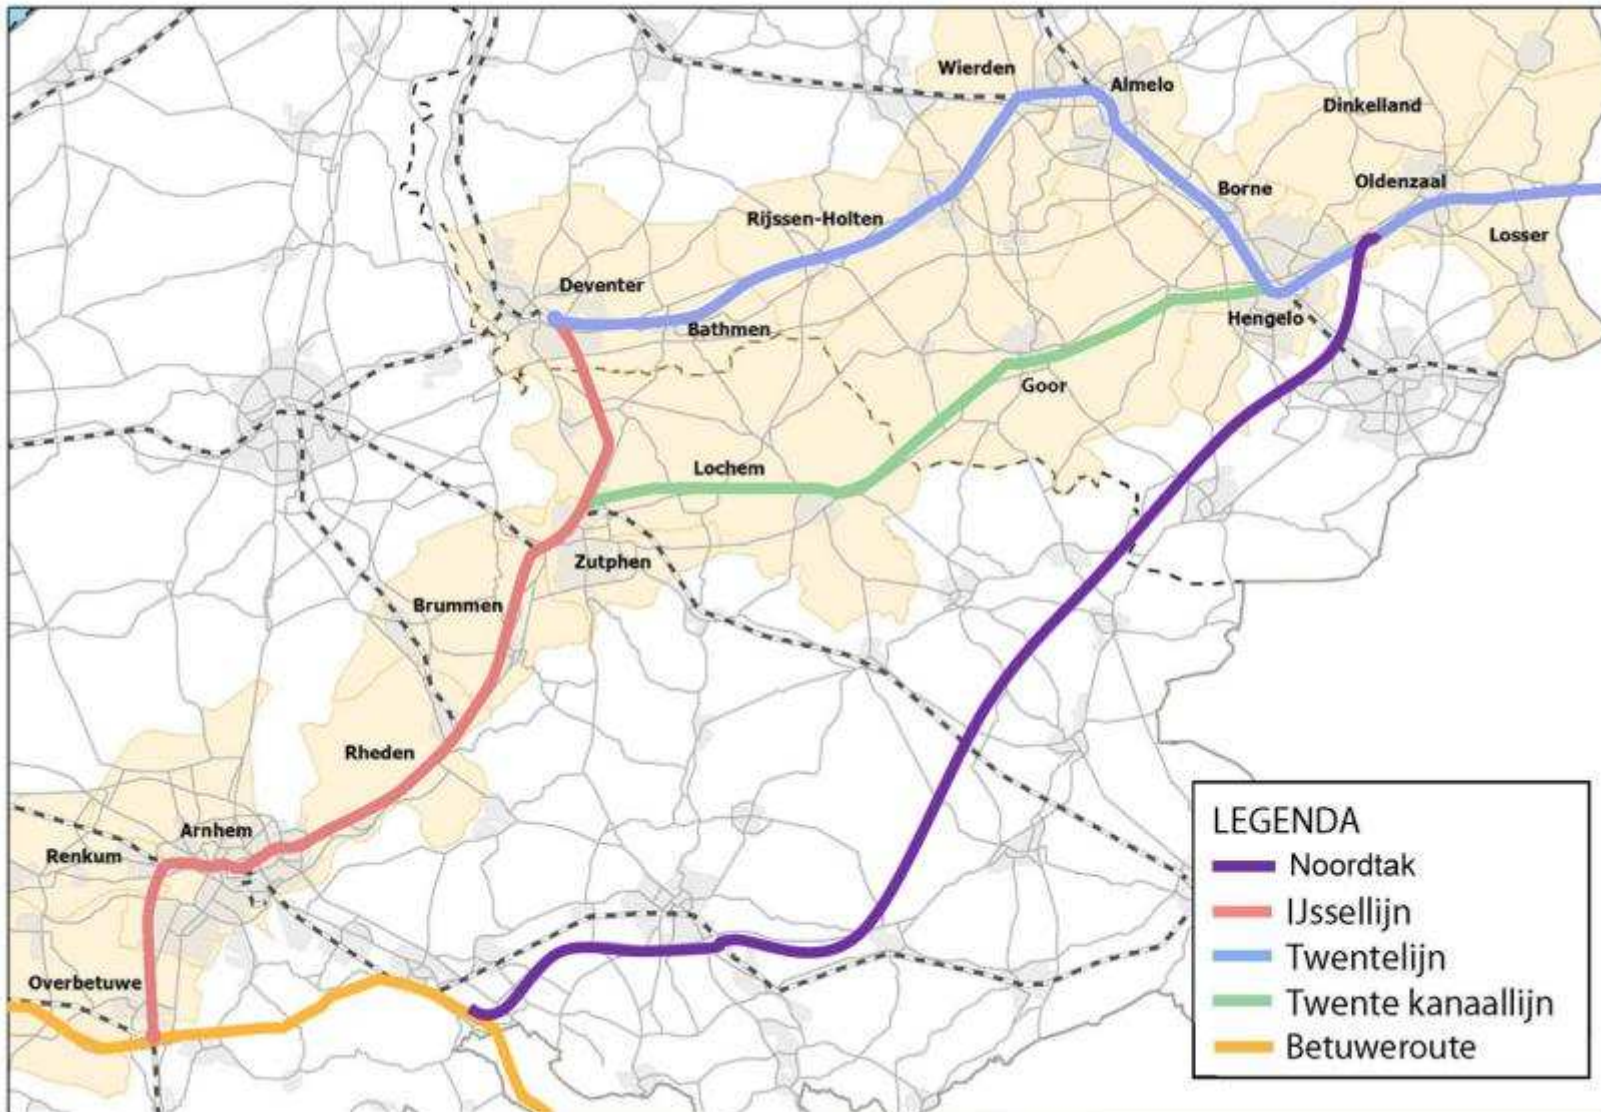 Wierden
Almelo
Dinkelland
Borne
Oldenzaal
Rijssen-Holten
Losser
Deventer
Bathmen
Hengelo
Goor
Lochem
Zutphen
Brummen
Rheden
Arnhem
Renkum
Overbetuwe
LEGENDA
Noordtak
IJssellijn
Twentelijn
Twente kanaallijn
Betuweroute